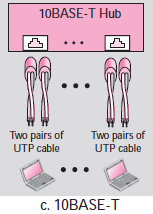 10BASE-T Hub
Two pairs of Two pairs of
UTP cable UTP cable
c. 10BASE-T